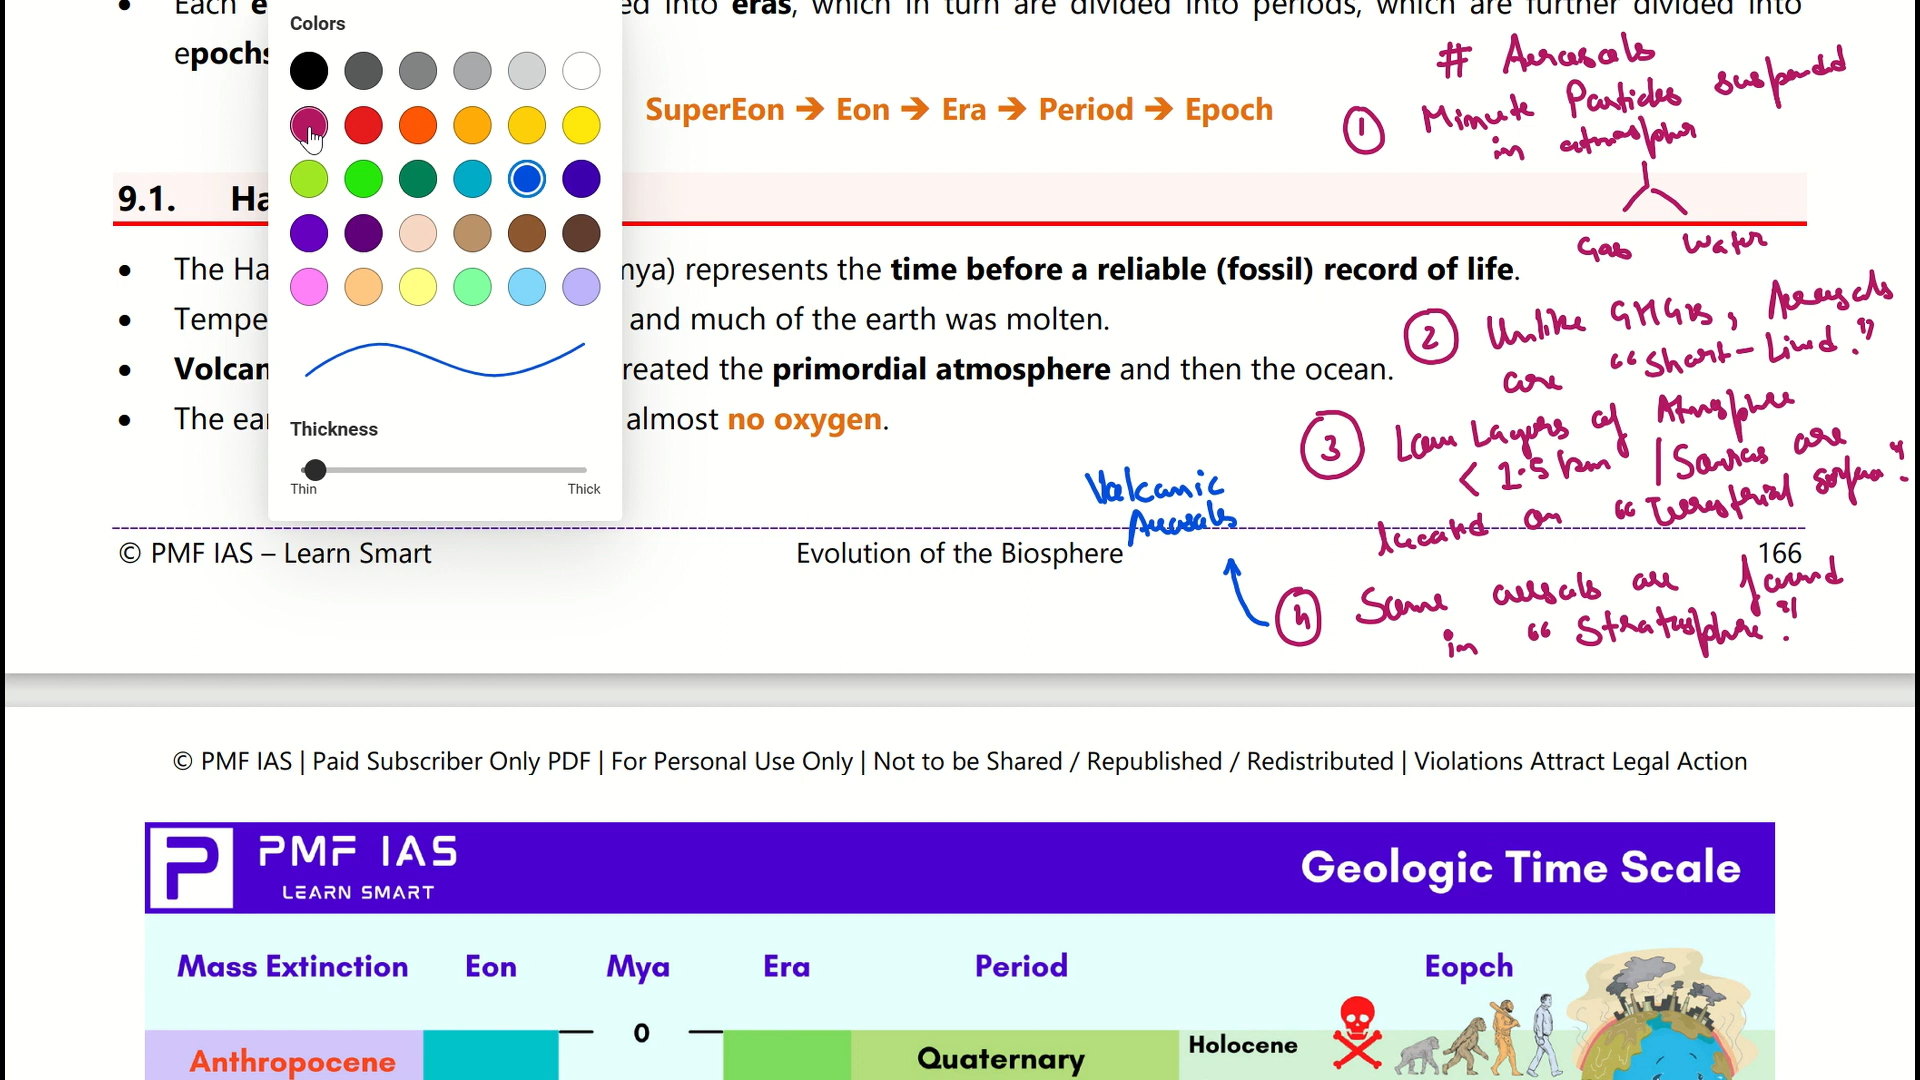 Each e
ed into eras, which in turn are divided into periods, which are further divided into
epochs
SuperEon → Eon → Era → Period → Epoch
# Aerosols
① Minute Particles suspended
in atmosphere
Gas Water
9.1. Ha
The Ha
mya) represents the time before a reliable (fossil) record of life.
Tempe
and much of the earth was molten.
Volcan
reated the primordial atmosphere and then the ocean.
The ear
almost no oxygen.
② Unlike GHGs, Aerosols
are "Short-Lived."
③ Low Layers of Atmosphere
< 1.5 km | Sources are
located on "Terrestrial surface".
④ Some aerosols are found
in "Stratosphere".
Volcanic
Aerosols
Colors
Thickness
Thin Thick
© PMF IAS – Learn Smart Evolution of the Biosphere 166
© PMF IAS | Paid Subscriber Only PDF | For Personal Use Only | Not to be Shared / Republished / Redistributed | Violations Attract Legal Action
P PMF IAS
LEARN SMART
Geologic Time Scale
Mass Extinction Eon Mya Era Period Eopch
0
Anthropocene Quaternary Holocene